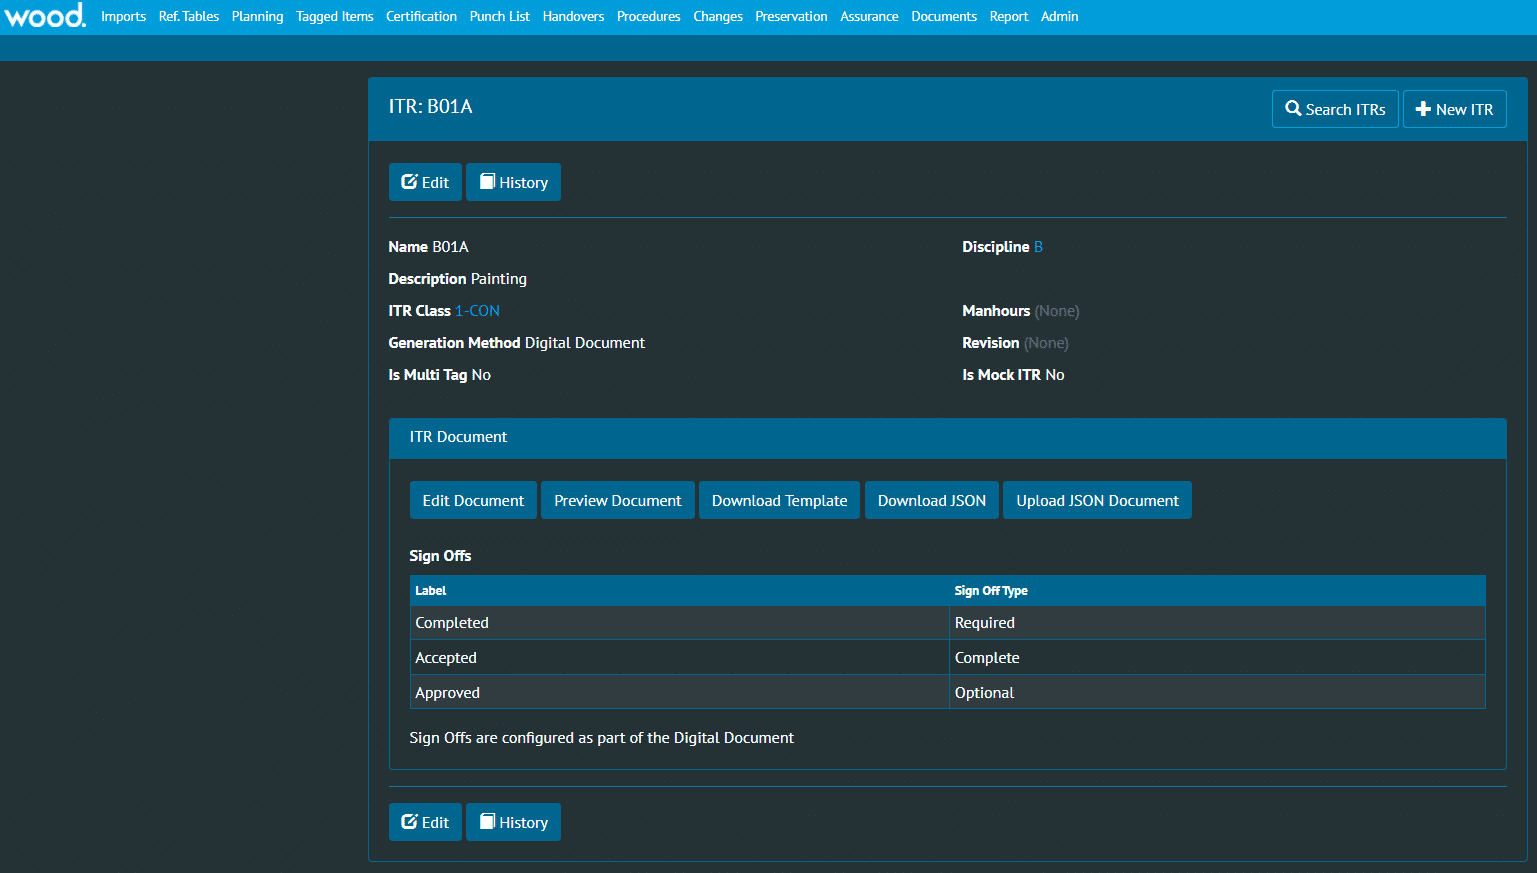 wood. Imports Ref. Tables Planning Tagged Items Certification Punch List Handovers Procedures Changes Preservation Assurance Documents Report Admin
ITR: B01A Search ITRs New ITR
Edit History
Name B01A Discipline B
Description Painting
ITR Class 1-CON Manhours (None)
Generation Method Digital Document Revision (None)
Is Multi Tag No Is Mock ITR No
ITR Document
Edit Document Preview Document Download Template Download JSON Upload JSON Document
Sign Offs
Label Sign Off Type
Completed Required
Accepted Complete
Approved Optional
Sign Offs are configured as part of the Digital Document
Edit History